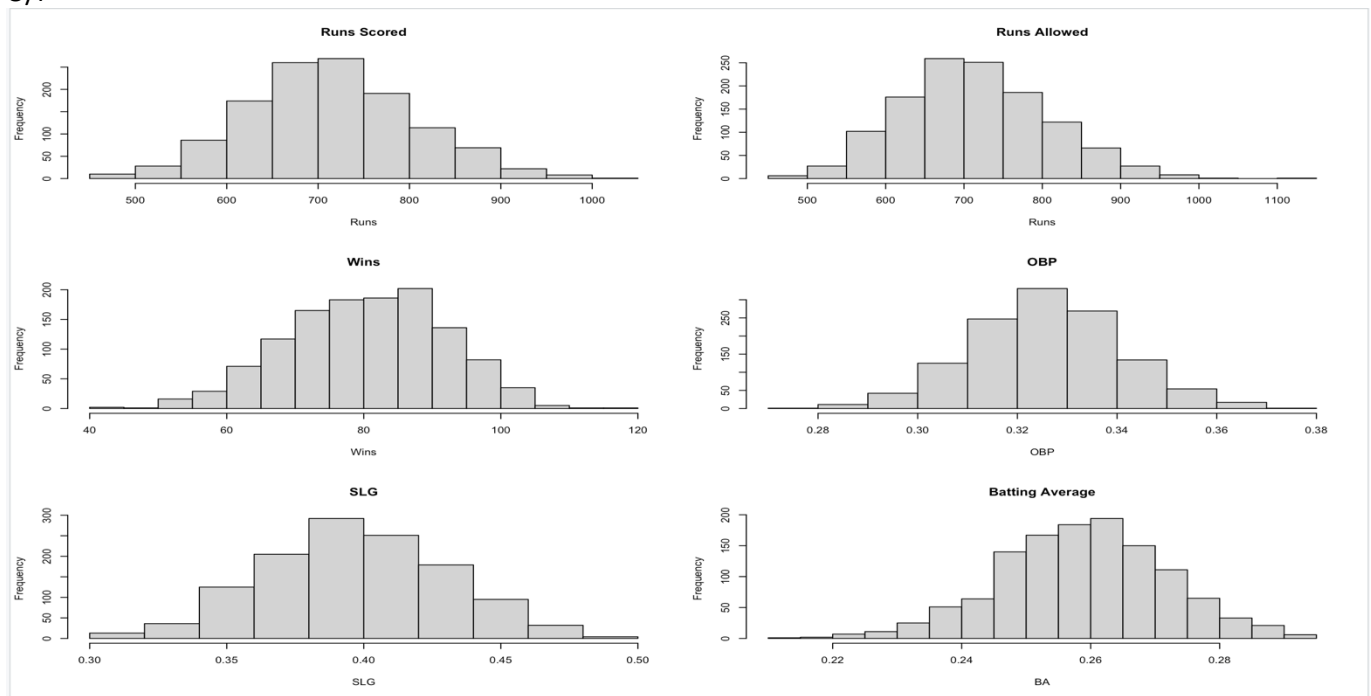 Runs Scored
Frequency
0 50 100 200
500 600 700 800 900 1000
Runs
Runs Allowed
Frequency
0 50 100 150 200 250
500 600 700 800 900 1000 1100
Runs
Wins
Frequency
0 50 100 150 200
40 60 80 100 120
Wins
OBP
Frequency
0 50 150 250
0.28 0.30 0.32 0.34 0.36 0.38
OBP
SLG
Frequency
0 50 100 200 300
0.30 0.35 0.40 0.45 0.50
SLG
Batting Average
Frequency
0 50 100 150 200
0.22 0.24 0.26 0.28
BA